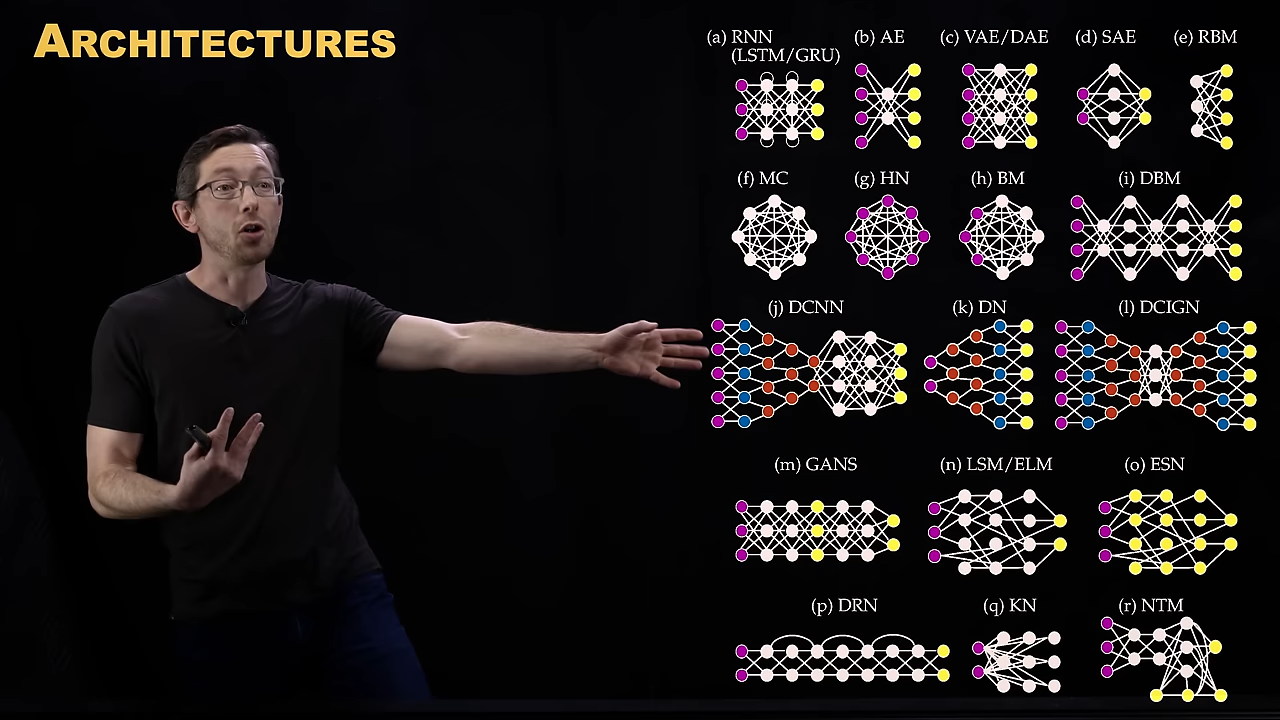 ARCHITECTURES
(a) RNN
(LSTM/GRU)
(b) AE
(c) VAE/DAE
(d) SAE
(e) RBM
(f) MC
(g) HN
(h) BM
(i) DBM
(j) DCNN
(k) DN
(l) DCIGN
(m) GANS
(n) LSM/ELM
(o) ESN
(p) DRN
(q) KN
(r) NTM